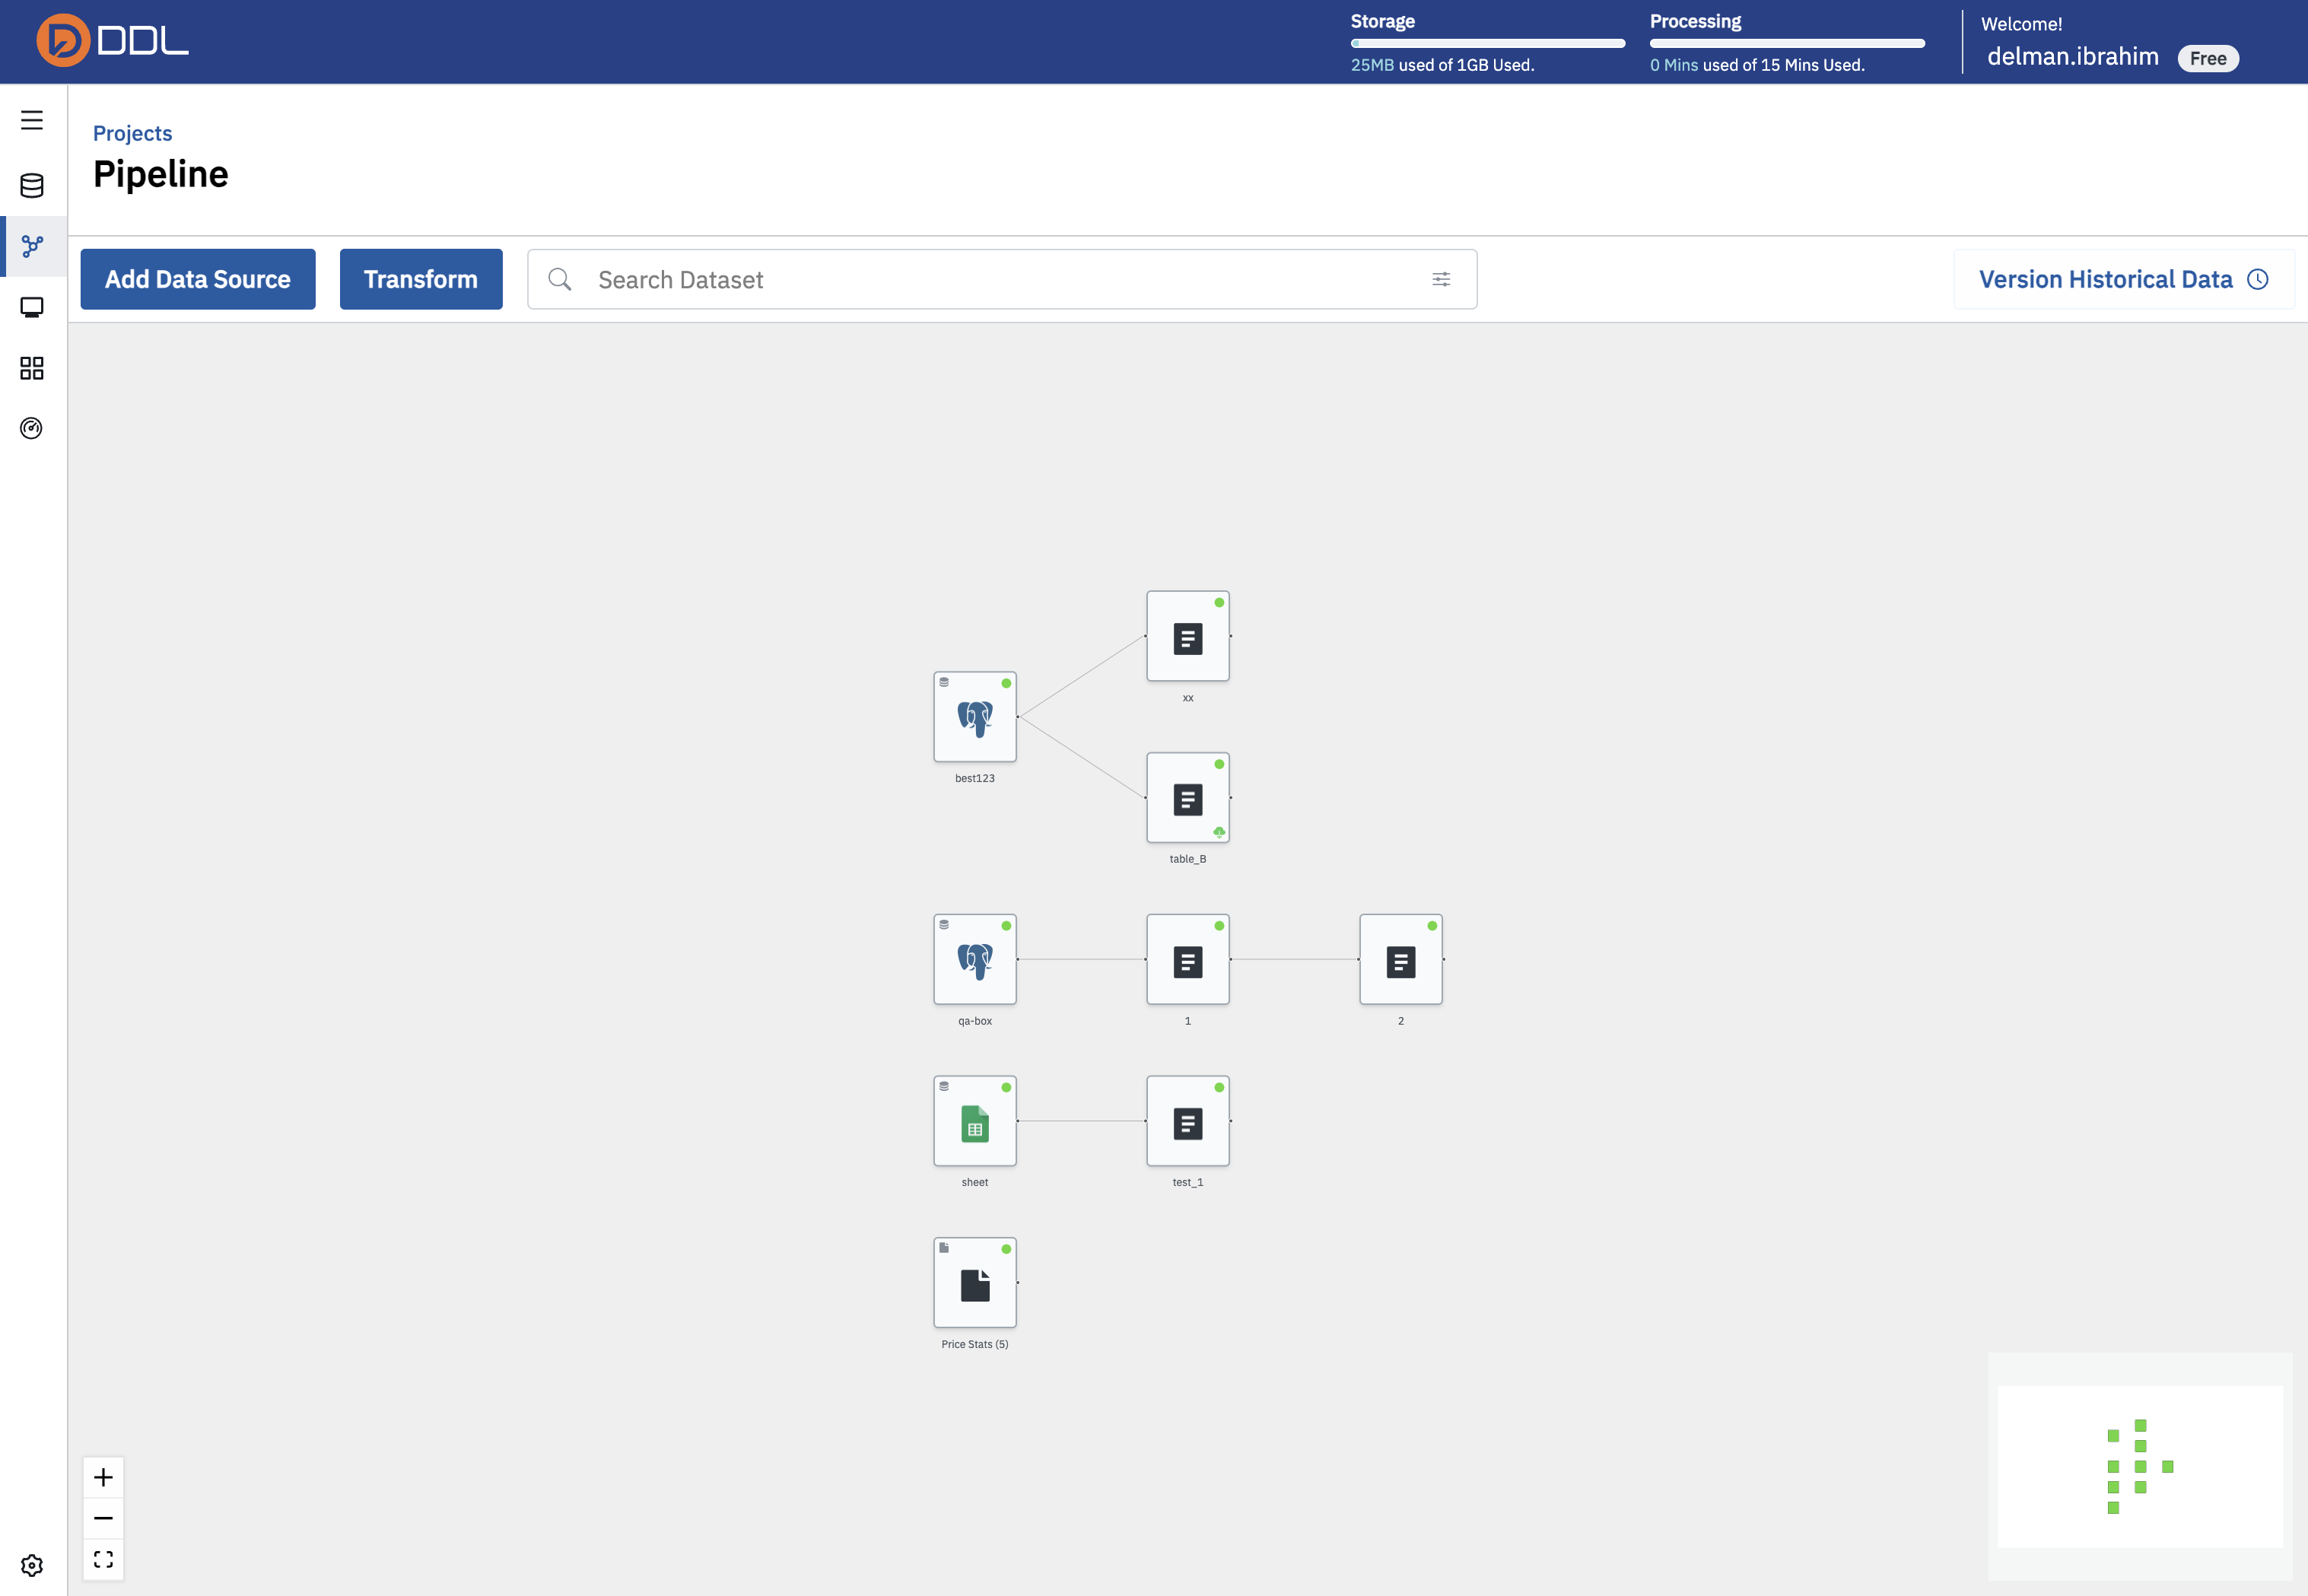 DDL
Storage
25MB used of 1GB Used.
Processing
0 Mins used of 15 Mins Used.
Welcome!
delman.ibrahim Free
Projects
Pipeline
Add Data Source
Transform
Search Dataset
Version Historical Data
xx
best123
table_B
qa-box
1
2
sheet
test_1
Price Stats (5)